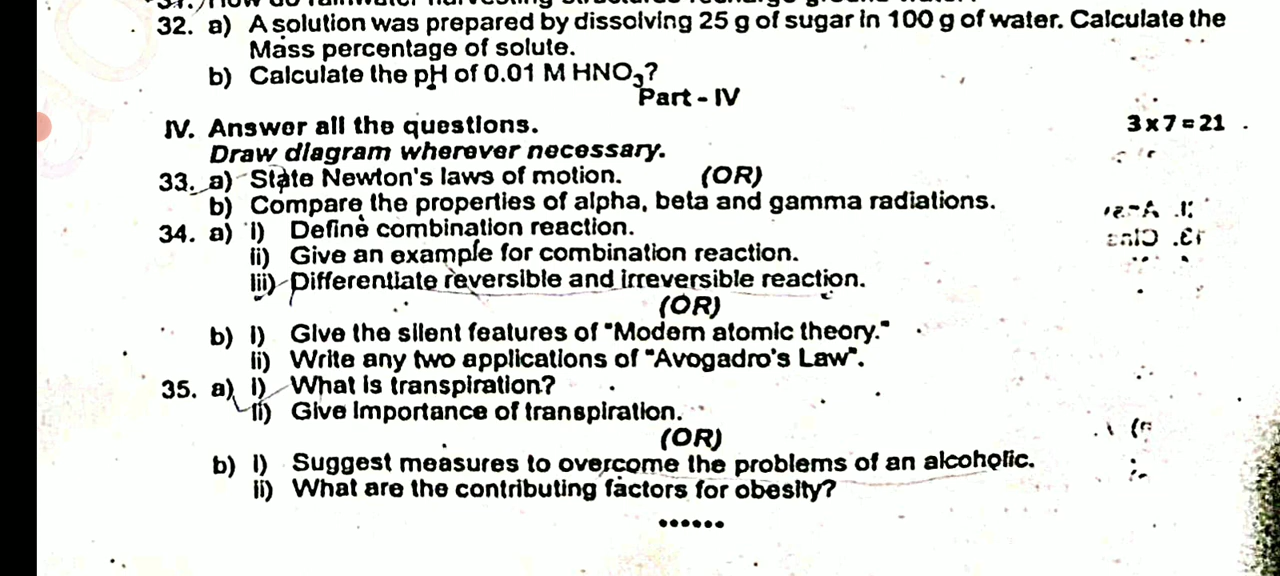 32. a) A solution was prepared by dissolving 25 g of sugar in 100 g of water. Calculate the
Mass percentage of solute.
b) Calculate the pH of 0.01 M HNO₃?
Part - IV
IV. Answer all the questions. 3 x 7 = 21
Draw diagram wherever necessary.
33. a) State Newton's laws of motion. (OR)
b) Compare the properties of alpha, beta and gamma radiations.
34. a) i) Define combination reaction.
ii) Give an example for combination reaction.
iii) Differentiate reversible and irreversible reaction.
(OR)
b) i) Give the silent features of "Modern atomic theory."
ii) Write any two applications of "Avogadro's Law".
35. a) i) What is transpiration?
ii) Give importance of transpiration.
(OR)
b) i) Suggest measures to overcome the problems of an alcoholic.
ii) What are the contributing factors for obesity?